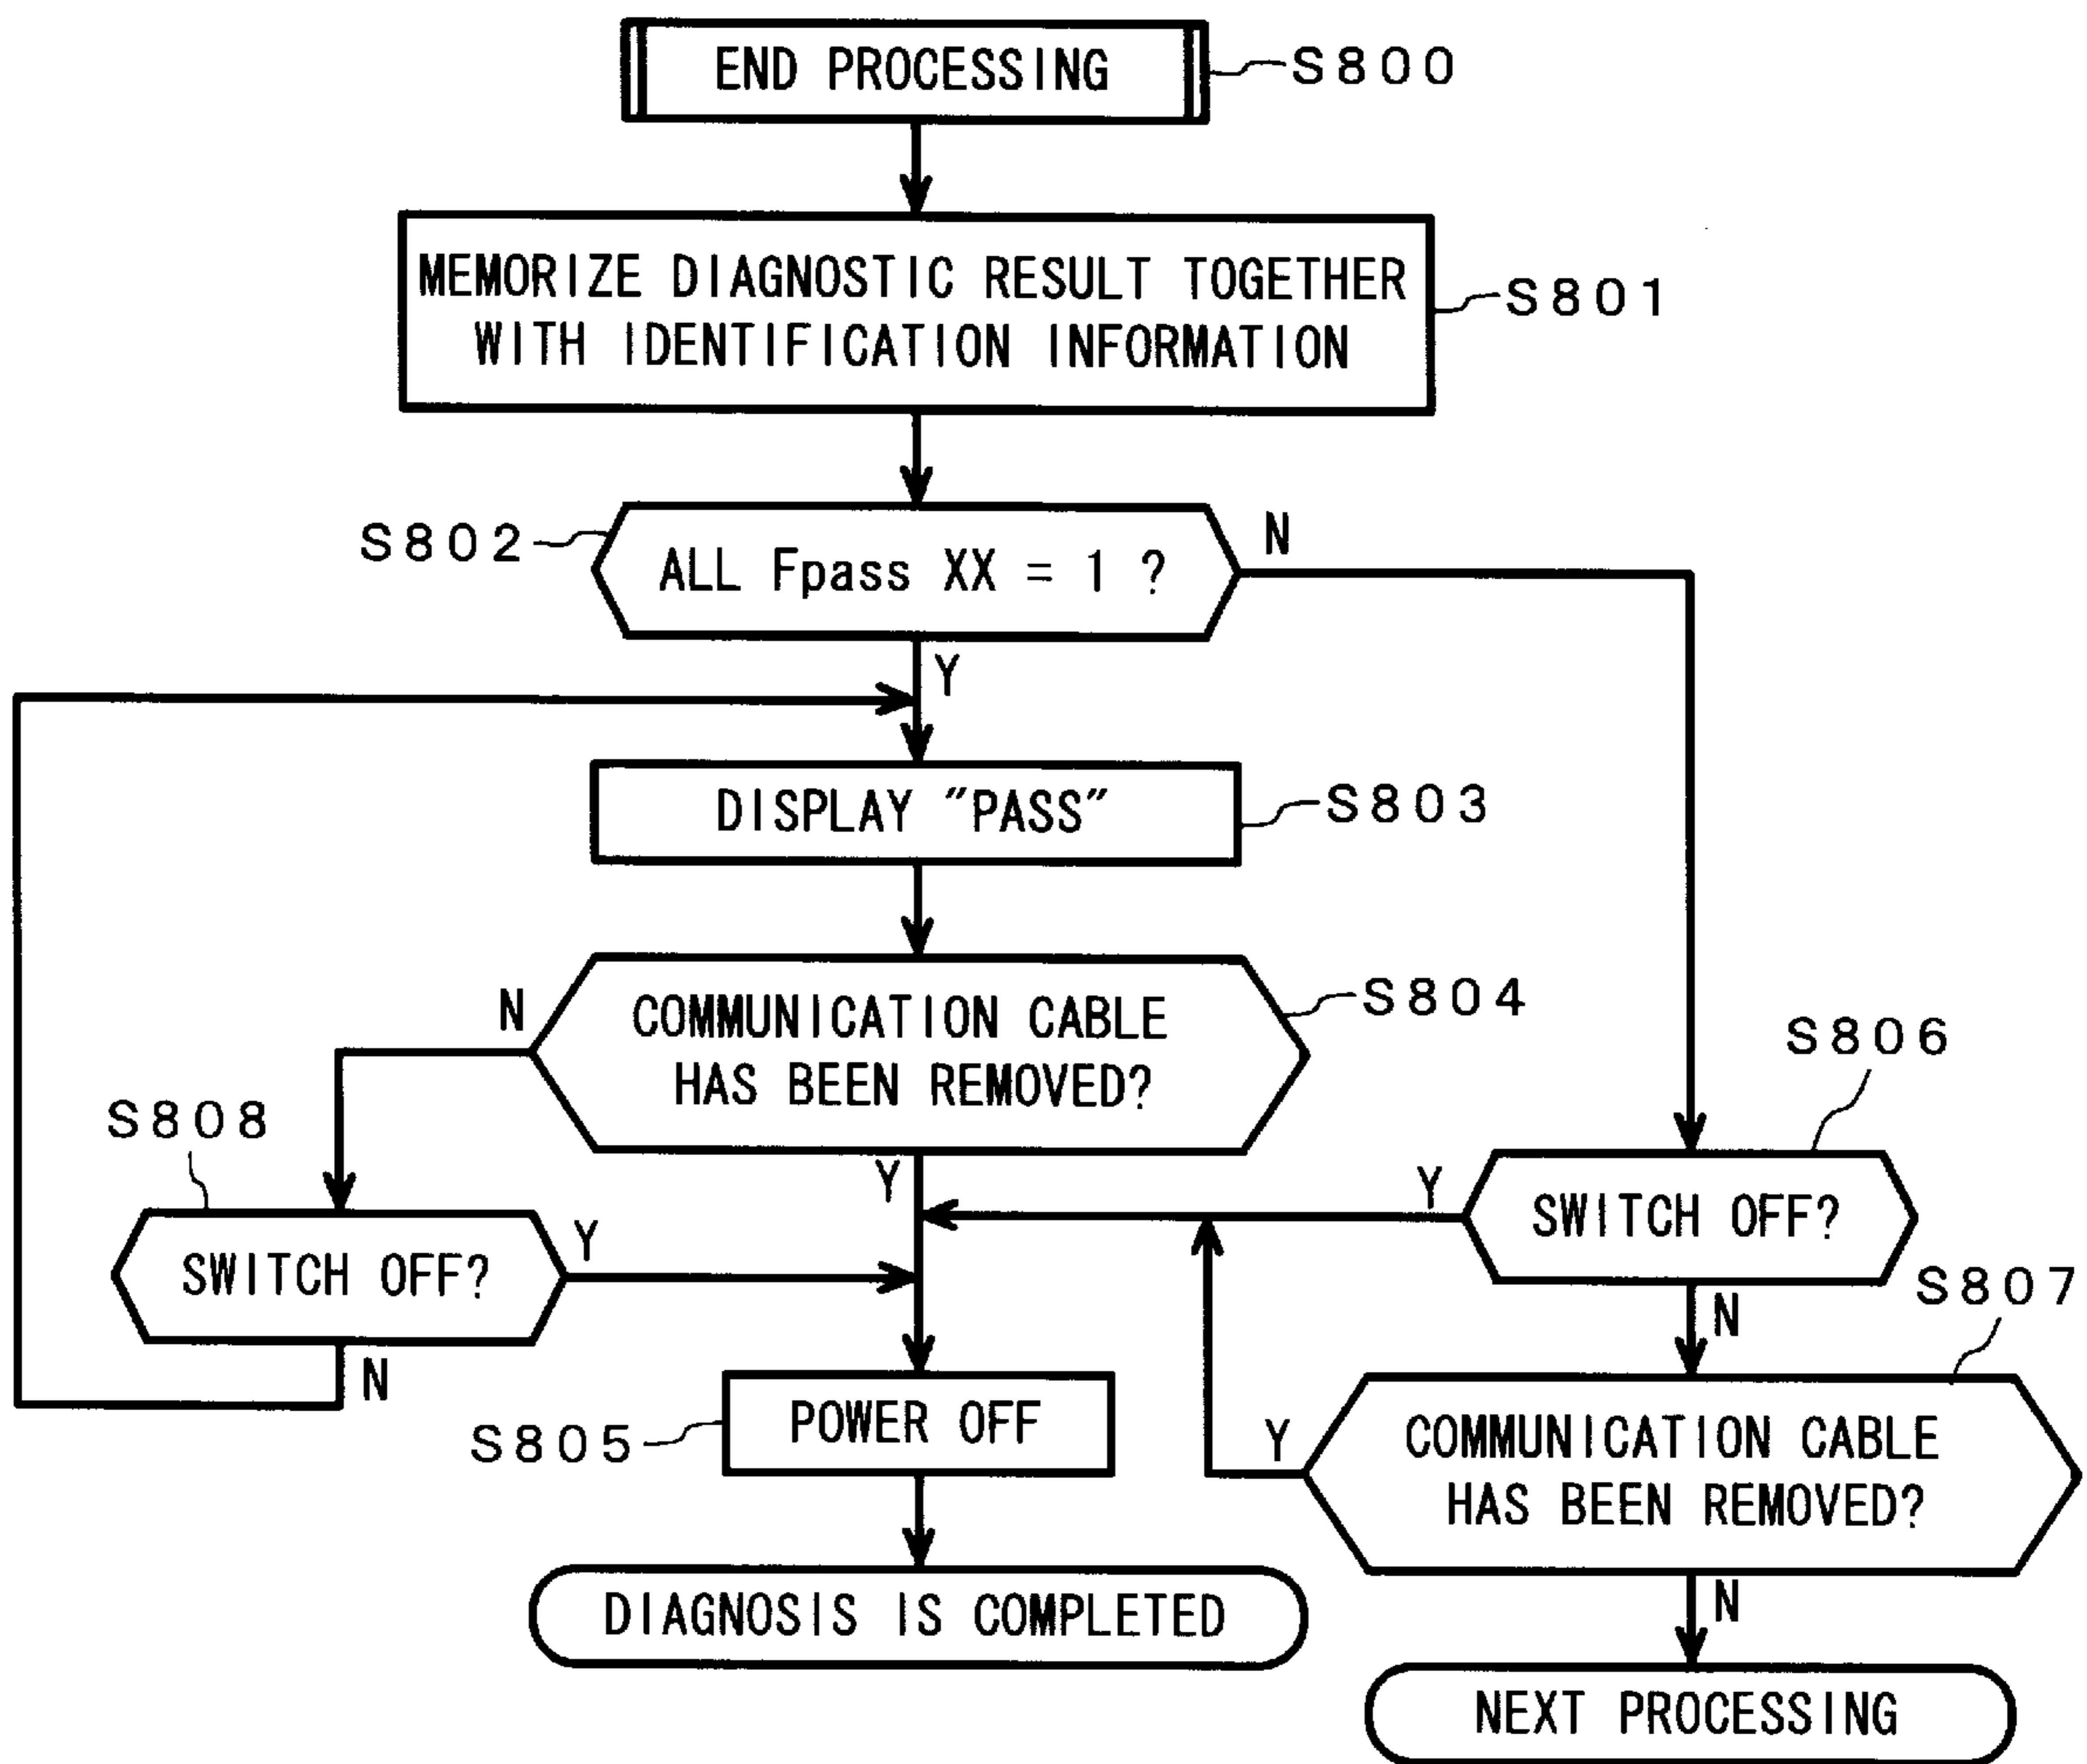 END PROCESSING
S800
MEMORIZE DIAGNOSTIC RESULT TOGETHER
WITH IDENTIFICATION INFORMATION
S801
S802
ALL Fpass XX = 1 ?
N
Y
DISPLAY "PASS"
S803
N
COMMUNICATION CABLE
HAS BEEN REMOVED?
S804
Y
S808
SWITCH OFF?
Y
N
S806
SWITCH OFF?
Y
N
S805
POWER OFF
S807
COMMUNICATION CABLE
HAS BEEN REMOVED?
Y
N
DIAGNOSIS IS COMPLETED
NEXT PROCESSING